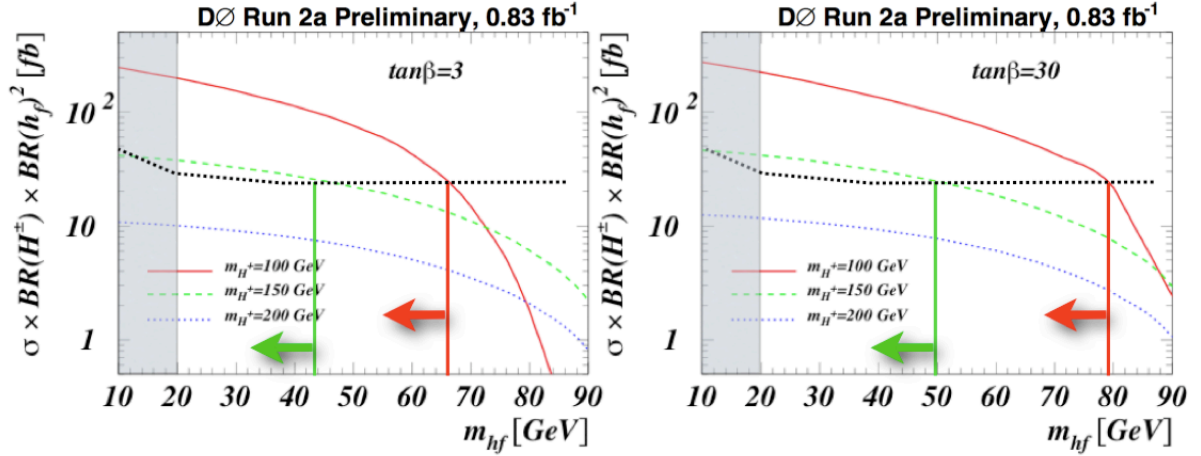 DØ Run 2a Preliminary, 0.83 fb⁻¹
σ × BR(H±) × BR(h_f)² [fb]
tanβ=3
10²
10
1
m_H+=100 GeV
m_H+=150 GeV
m_H+=200 GeV
10 20 30 40 50 60 70 80 90
m_hf [GeV]
DØ Run 2a Preliminary, 0.83 fb⁻¹
σ × BR(H±) × BR(h_f)² [fb]
tanβ=30
10²
10
1
m_H+=100 GeV
m_H+=150 GeV
m_H+=200 GeV
10 20 30 40 50 60 70 80 90
m_hf [GeV]